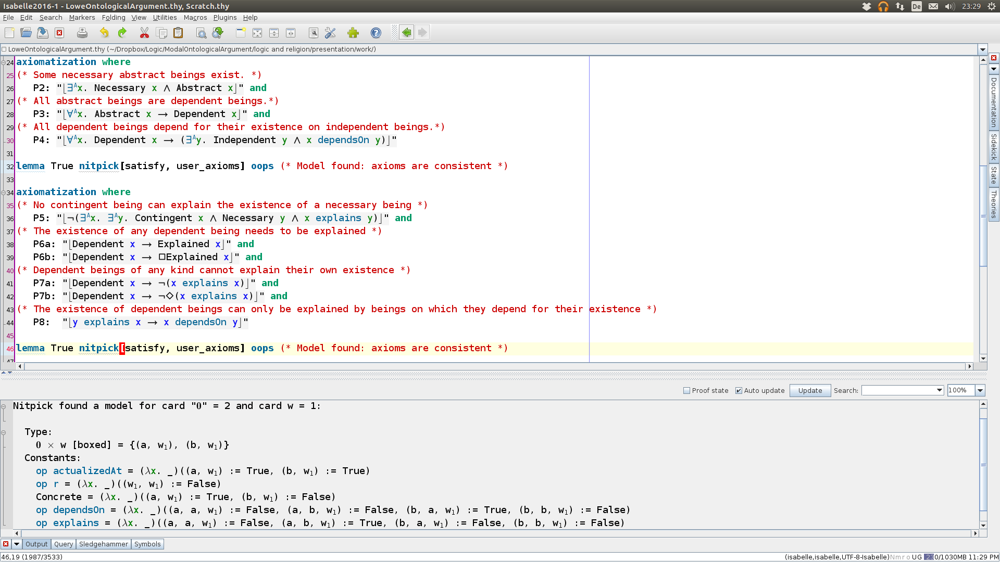 Isabelle2016-1 - LoweOntologicalArgument.thy, Scratch.thy
De 23:29
File Edit Search Markers Folding View Utilities Macros Plugins Help
LoweOntologicalArgument.thy (~/Dropbox/Logic/ModalOntologicalArgument/logic and religion/presentation/work/)
24 axiomatization where
25 (* Some necessary abstract beings exist. *)
26 P2: "⌊∃ᴬx. Necessary x ∧ Abstract x⌋" and
27 (* All abstract beings are dependent beings.*)
28 P3: "⌊∀ᴬx. Abstract x ⟶ Dependent x⌋" and
29 (* All dependent beings depend for their existence on independent beings.*)
30 P4: "⌊∀ᴬx. Dependent x ⟶ (∃ᴬy. Independent y ∧ x dependsOn y)⌋"
31
32 lemma True nitpick[satisfy, user_axioms] oops (* Model found: axioms are consistent *)
33
34 axiomatization where
35 (* No contingent being can explain the existence of a necessary being *)
36 P5: "⌊¬(∃ᴬx. ∃ᴬy. Contingent x ∧ Necessary y ∧ x explains y)⌋" and
37 (* The existence of any dependent being needs to be explained *)
38 P6a: "⌊Dependent x ⟶ Explained x⌋" and
39 P6b: "⌊Dependent x ⟶ □Explained x⌋" and
40 (* Dependent beings of any kind cannot explain their own existence *)
41 P7a: "⌊Dependent x ⟶ ¬(x explains x)⌋" and
42 P7b: "⌊Dependent x ⟶ ¬◇(x explains x)⌋" and
43 (* The existence of dependent beings can only be explained by beings on which they depend for their existence *)
44 P8: "⌊y explains x ⟶ x dependsOn y⌋"
45
46 lemma True nitpick[satisfy, user_axioms] oops (* Model found: axioms are consistent *)
47
Documentation
Sidekick
State
Theories
Proof state Auto update Update Search: 100%
Nitpick found a model for card "0" = 2 and card w = 1:
Type:
0 × w [boxed] = {(a, w₁), (b, w₁)}
Constants:
op actualizedAt = (λx. _)((a, w₁) := True, (b, w₁) := True)
op r = (λx. _)((w₁, w₁) := False)
Concrete = (λx. _)((a, w₁) := True, (b, w₁) := False)
op dependsOn = (λx. _)((a, a, w₁) := False, (a, b, w₁) := False, (b, a, w₁) := True, (b, b, w₁) := False)
op explains = (λx. _)((a, a, w₁) := False, (a, b, w₁) := True, (b, a, w₁) := False, (b, b, w₁) := False)
Output Query Sledgehammer Symbols
46,19 (1987/3533)
(isabelle,isabelle,UTF-8-Isabelle)Nmro UG 230/1030MB 11:29 PM